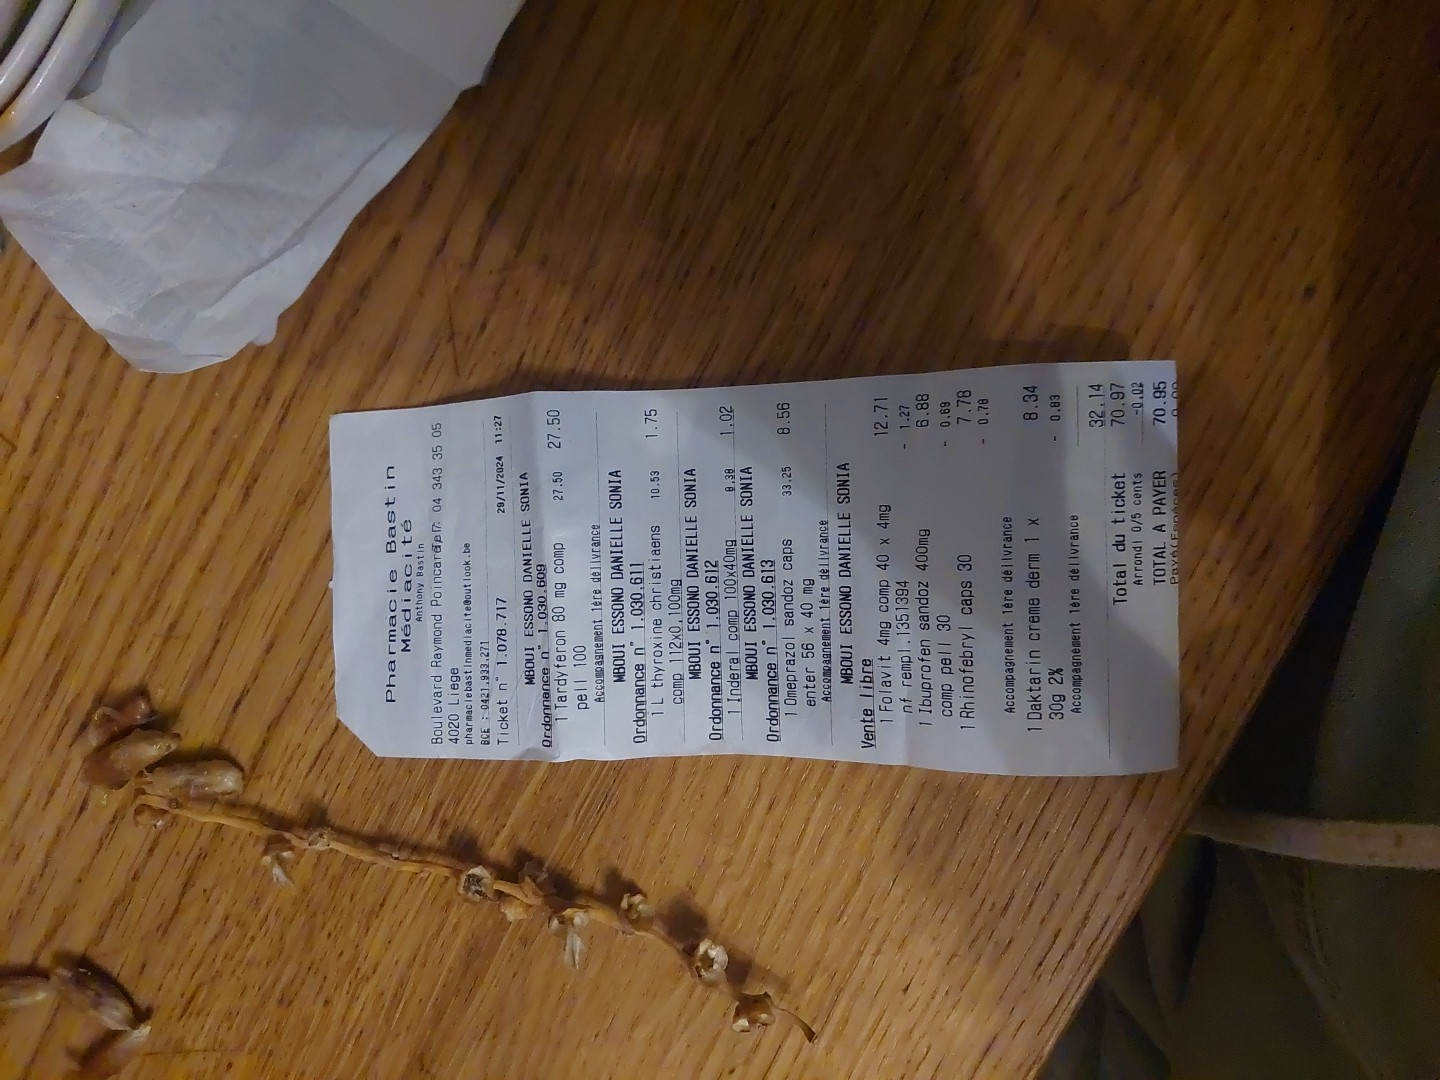 Pharmacie Bastin
Médiacité
Anthony Bastin
Boulevard Raymond Poincaré 17: 04 343 35 05
4020 Liège
pharmaciebastinmediacite@outlook.be
BCE : 0421.933.271
Ticket n° 1.078.717 29/11/2024 11:27
MBOUI ESSONO DANIELLE SONIA
Ordonnance n° 1.030.609
1 Tardyferon 80 mg comp 27.50 27.50
pell 100
Accompagnement 1ère délivrance
MBOUI ESSONO DANIELLE SONIA
Ordonnance n° 1.030.611
1 L thyroxine christiaens 10.53 1.75
comp 112x0,100mg
MBOUI ESSONO DANIELLE SONIA
Ordonnance n° 1.030.612
1 Inderal comp 100x40mg 8.38 1.02
MBOUI ESSONO DANIELLE SONIA
Ordonnance n° 1.030.613
1 Omeprazol sandoz caps 33.25 8.56
enter 56 x 40 mg
Accompagnement 1ère délivrance
MBOUI ESSONO DANIELLE SONIA
Vente libre
1 Folavit 4mg comp 40 x 4mg 12.71
nf rempl.1351394 - 1.27
1 Ibuprofen sandoz 400mg 6.88
comp pell 30 - 0.69
1 Rhinofebryl caps 30 7.78
- 0.78
Accompagnement 1ère délivrance
1 Daktarin creme derm 1 x 8.34
30g 2% - 0.83
Accompagnement 1ère délivrance
32.14
Total du ticket 70.97
Arrondi 0/5 cents -0.02
TOTAL A PAYER 70.95